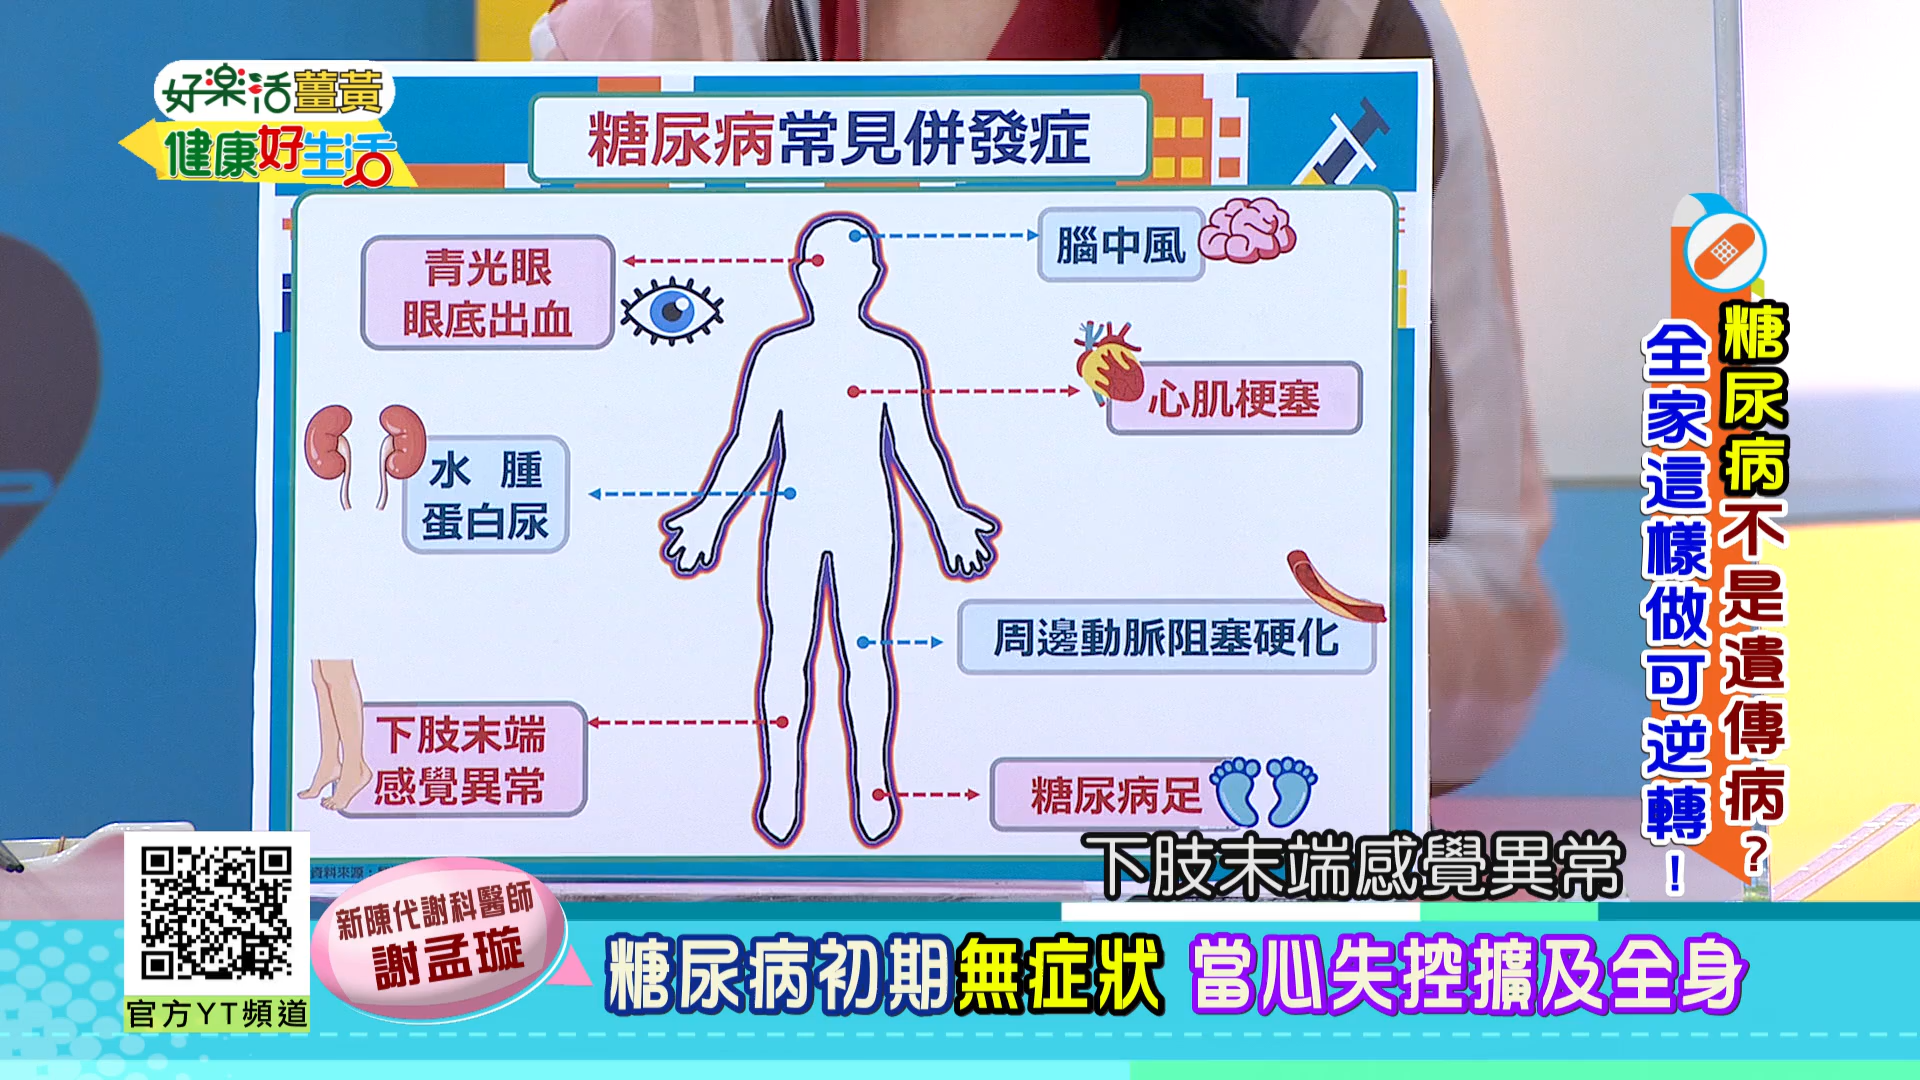 好樂活薑黃
健康好生活
糖尿病常見併發症
青光眼
眼底出血
腦中風
心肌梗塞
水 腫
蛋白尿
周邊動脈阻塞硬化
下肢末端
感覺異常
糖尿病足
資料來源：
糖尿病不是遺傳病？
全家這樣做可逆轉！
下肢末端感覺異常
新陳代謝科醫師
謝孟璇
糖尿病初期無症狀 當心失控擴及全身
官方YT頻道